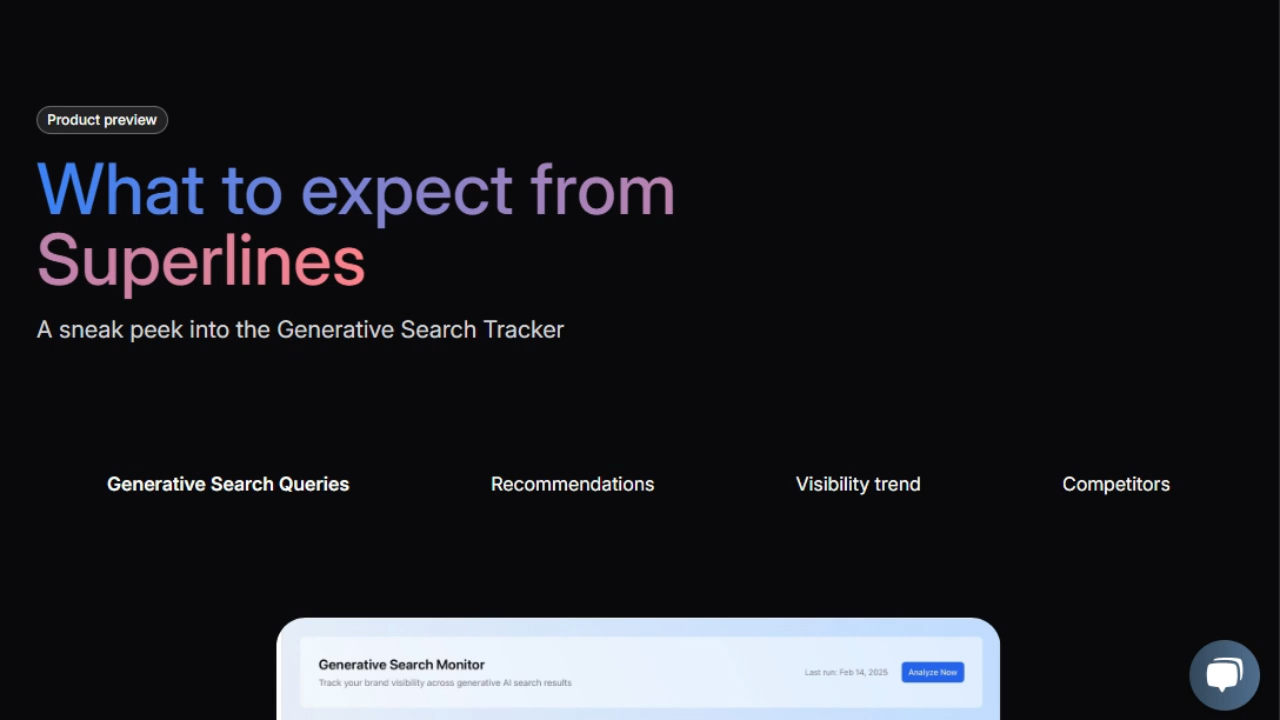 Product preview
What to expect from
Superlines
A sneak peek into the Generative Search Tracker
Generative Search Queries
Recommendations
Visibility trend
Competitors
Generative Search Monitor
Track your brand visibility across generative AI search results
Last run: Feb 14, 2025
Analyze Now